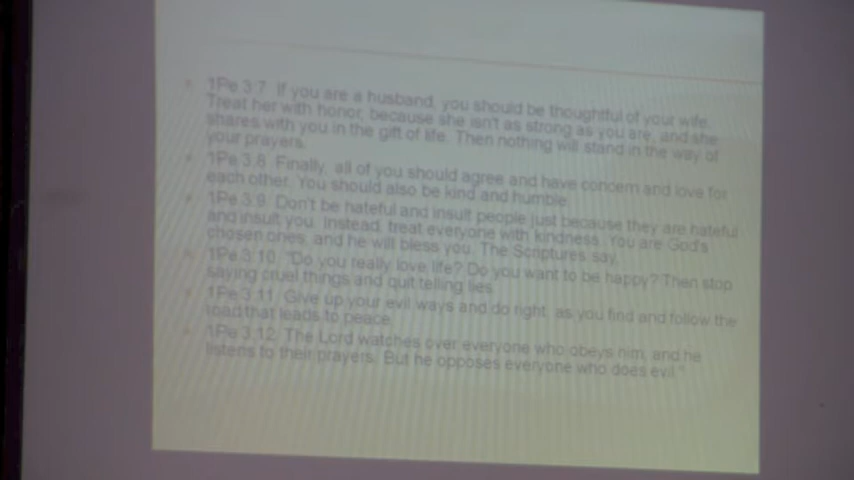 1Pe 3:7 If you are a husband, you should be thoughtful of your wife.
Treat her with honor, because she isn't as strong as you are, and she
shares with you in the gift of life. Then nothing will stand in the way of
your prayers.
1Pe 3:8 Finally, all of you should agree and have concern and love for
each other. You should also be kind and humble.
1Pe 3:9 Don't be hateful and insult people just because they are hateful
and insult you. Instead, treat everyone with kindness. You are God's
chosen ones, and he will bless you. The Scriptures say,
1Pe 3:10 "Do you really love life? Do you want to be happy? Then stop
saying cruel things and quit telling lies.
1Pe 3:11 Give up your evil ways and do right, as you find and follow the
road that leads to peace.
1Pe 3:12 The Lord watches over everyone who obeys him, and he
listens to their prayers. But he opposes everyone who does evil."